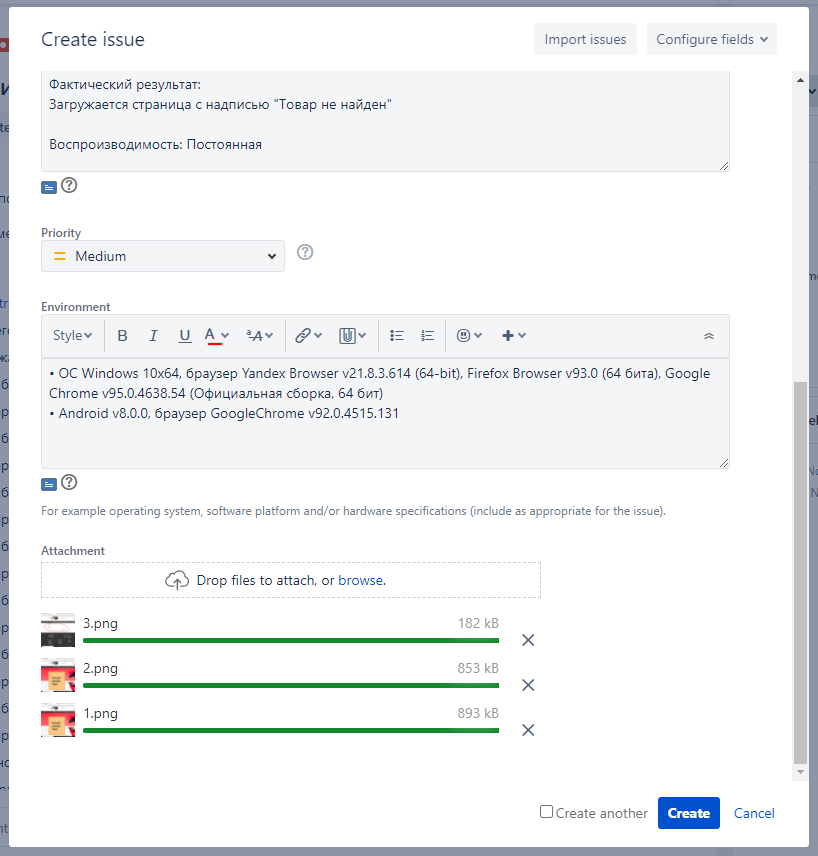 Create issue
Import issues
Configure fields
Фактический результат:
Загружается страница с надписью "Товар не найден"
Воспроизводимость: Постоянная
Priority
Medium
Environment
Style B I U A ªA
• ОС Windows 10x64, браузер Yandex Browser v21.8.3.614 (64-bit), Firefox Browser v93.0 (64 бита), Google
Chrome v95.0.4638.54 (Официальная сборка, 64 бит)
• Android v8.0.0, браузер GoogleChrome v92.0.4515.131
For example operating system, software platform and/or hardware specifications (include as appropriate for the issue).
Attachment
Drop files to attach, or browse.
3.png 182 kB
2.png 853 kB
1.png 893 kB
Create another Create Cancel